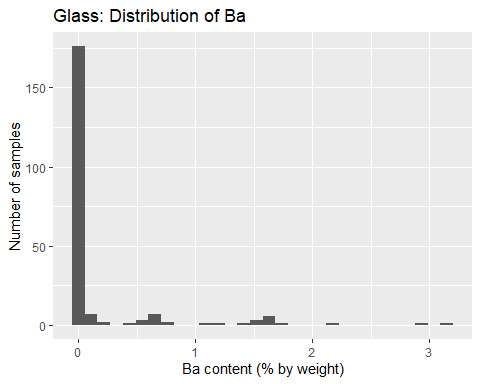 Glass: Distribution of Ba
150
100
50
0
Number of samples
0 1 2 3
Ba content (% by weight)